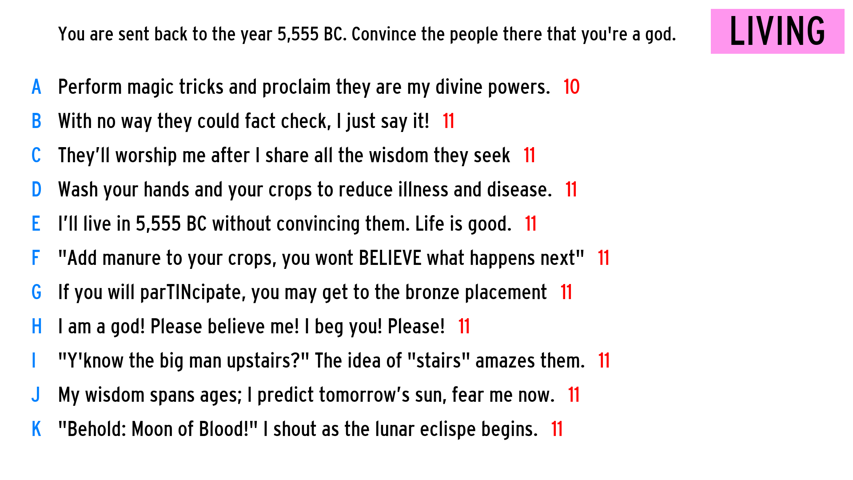 You are sent back to the year 5,555 BC. Convince the people there that you're a god.
LIVING
A Perform magic tricks and proclaim they are my divine powers. 10
B With no way they could fact check, I just say it! 11
C They’ll worship me after I share all the wisdom they seek 11
D Wash your hands and your crops to reduce illness and disease. 11
E I’ll live in 5,555 BC without convincing them. Life is good. 11
F "Add manure to your crops, you wont BELIEVE what happens next" 11
G If you will parTINcipate, you may get to the bronze placement 11
H I am a god! Please believe me! I beg you! Please! 11
I "Y'know the big man upstairs?" The idea of "stairs" amazes them. 11
J My wisdom spans ages; I predict tomorrow’s sun, fear me now. 11
K "Behold: Moon of Blood!" I shout as the lunar eclispe begins. 11